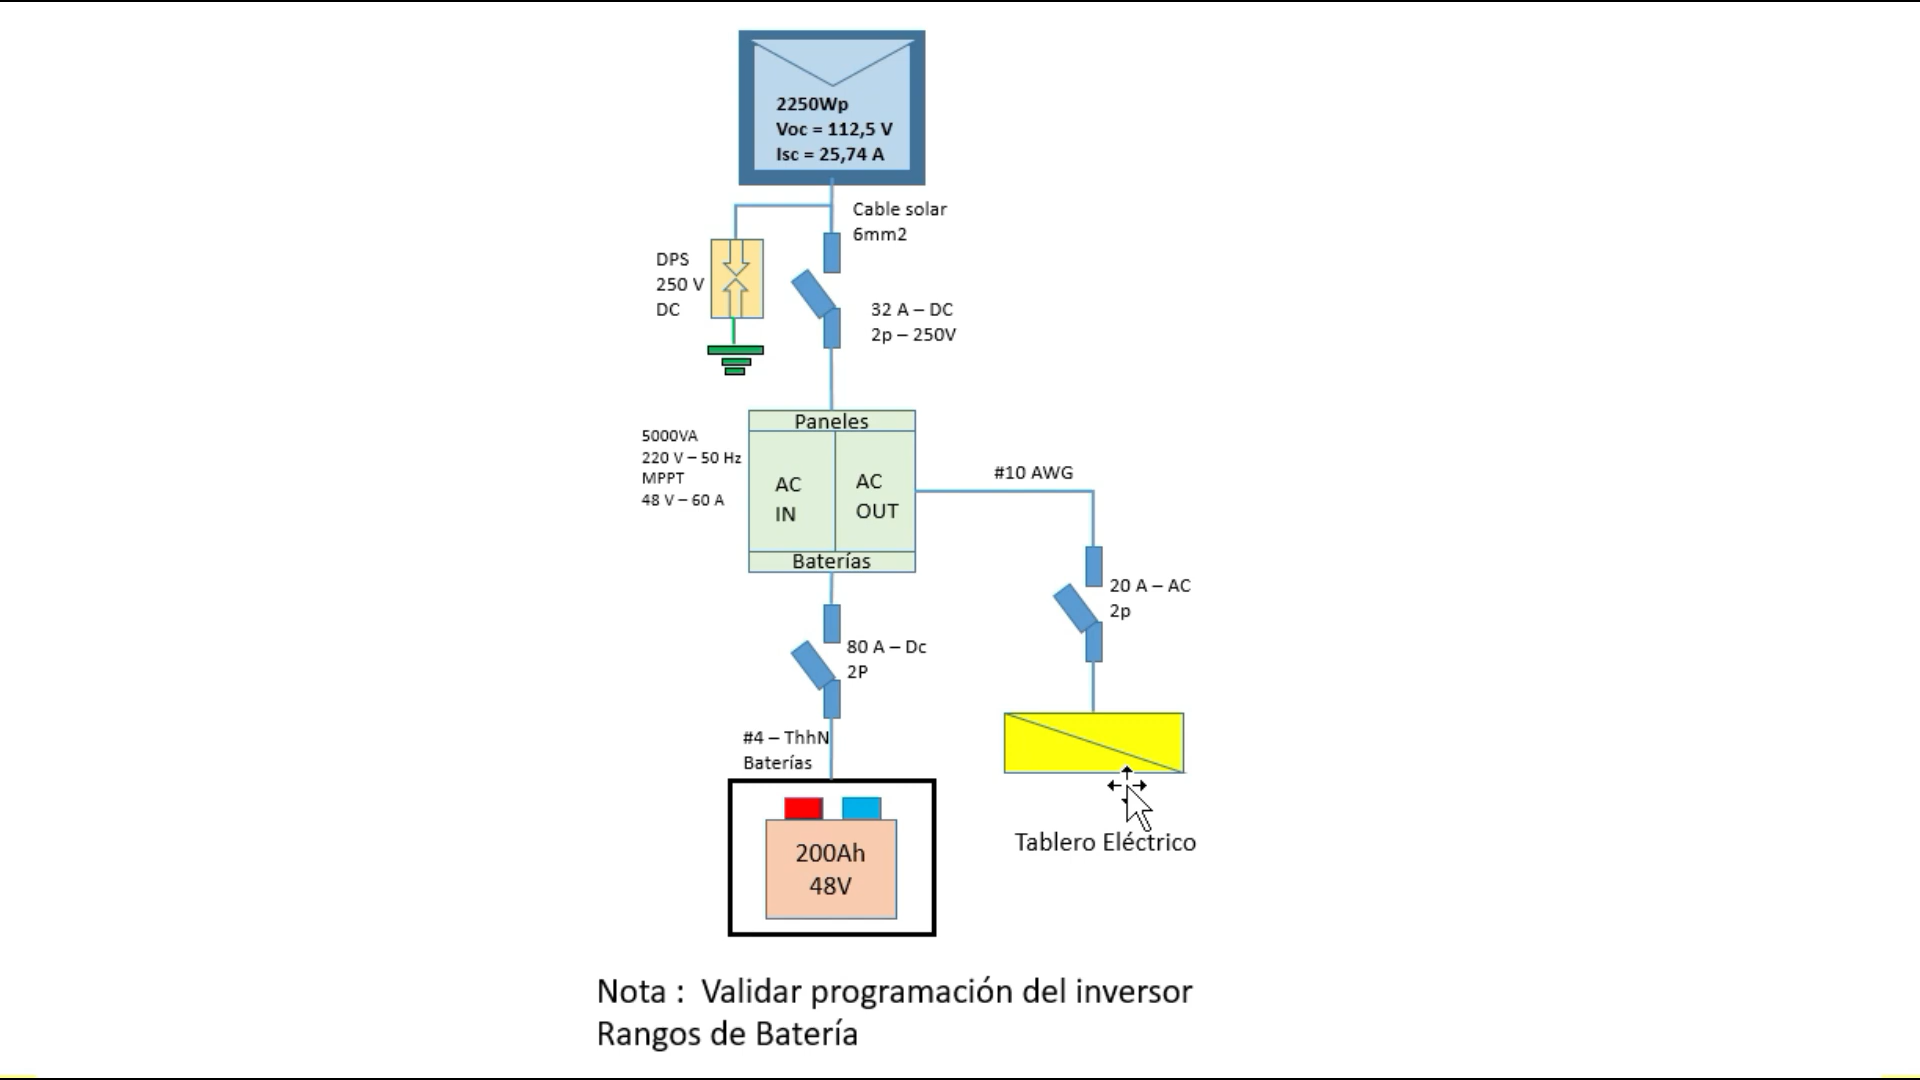 2250Wp
Voc = 112,5 V
Isc = 25,74 A
Cable solar
6mm2
DPS
250 V
DC
32 A – DC
2p – 250V
Paneles
5000VA
220 V – 50 Hz
MPPT
48 V – 60 A
AC
IN
AC
OUT
#10 AWG
Baterías
20 A – AC
2p
80 A – Dc
2P
#4 – ThhN
Baterías
200Ah
48V
Tablero Eléctrico
Nota : Validar programación del inversor
Rangos de Batería